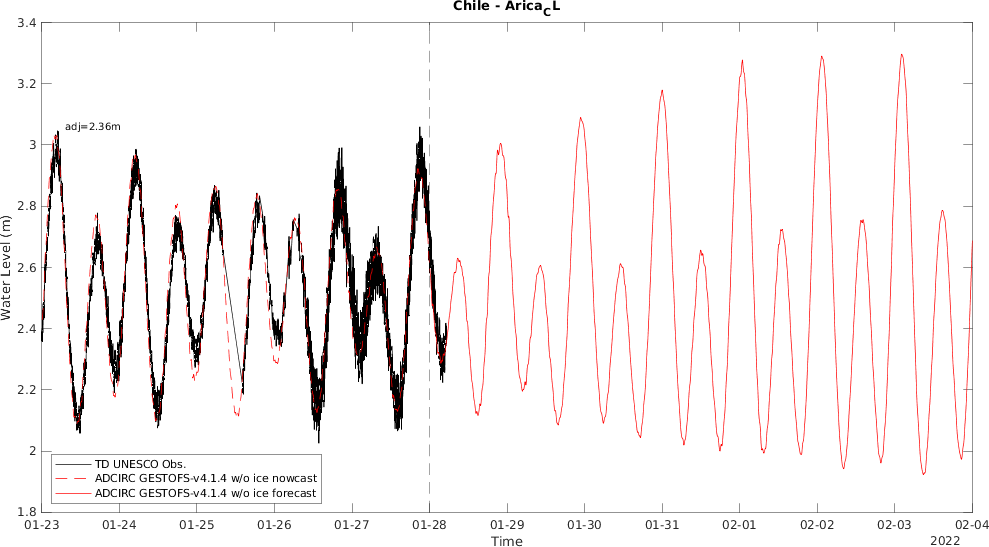 Chile - Arica_CL
3.4
3.2
3
2.8
2.6
2.4
2.2
2
1.8
Water Level (m)
adj=2.36m
TD UNESCO Obs.
ADCIRC GESTOFS-v4.1.4 w/o ice nowcast
ADCIRC GESTOFS-v4.1.4 w/o ice forecast
01-23 01-24 01-25 01-26 01-27 01-28 01-29 01-30 01-31 02-01 02-02 02-03 02-04
Time
2022